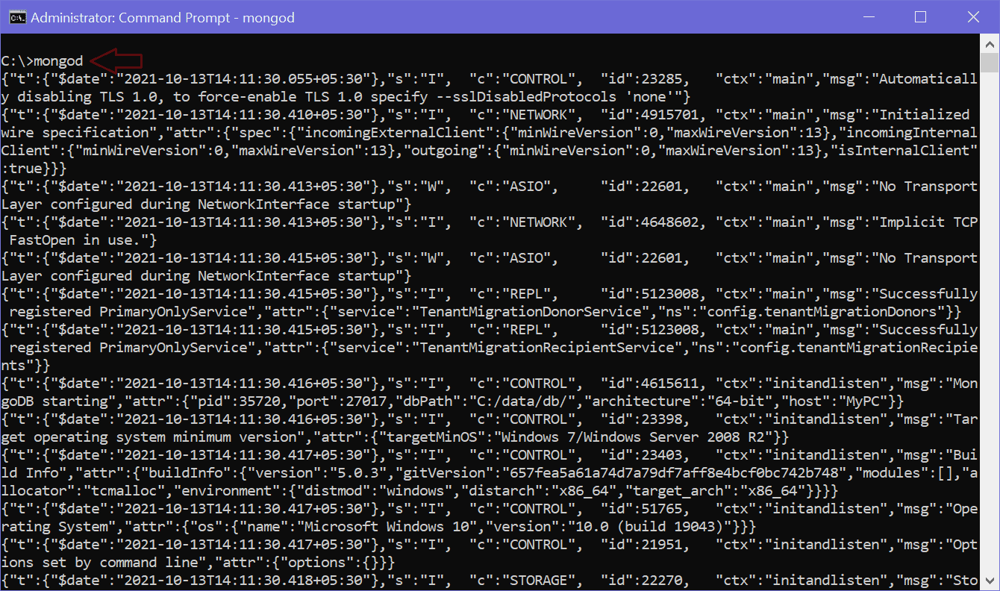 Administrator: Command Prompt - mongod
C:\>mongod
{"t":{"$date":"2021-10-13T14:11:30.055+05:30"},"s":"I",  "c":"CONTROL",  "id":23285,   "ctx":"main","msg":"Automaticall
y disabling TLS 1.0, to force-enable TLS 1.0 specify --sslDisabledProtocols 'none'"}
{"t":{"$date":"2021-10-13T14:11:30.410+05:30"},"s":"I",  "c":"NETWORK",  "id":4915701, "ctx":"main","msg":"Initialized
wire specification","attr":{"spec":{"incomingExternalClient":{"minWireVersion":0,"maxWireVersion":13},"incomingInternal
Client":{"minWireVersion":0,"maxWireVersion":13},"outgoing":{"minWireVersion":0,"maxWireVersion":13},"isInternalClient"
:true}}}
{"t":{"$date":"2021-10-13T14:11:30.413+05:30"},"s":"W",  "c":"ASIO",     "id":22601,   "ctx":"main","msg":"No Transport
Layer configured during NetworkInterface startup"}
{"t":{"$date":"2021-10-13T14:11:30.413+05:30"},"s":"I",  "c":"NETWORK",  "id":4648602, "ctx":"main","msg":"Implicit TCP
 FastOpen in use."}
{"t":{"$date":"2021-10-13T14:11:30.415+05:30"},"s":"W",  "c":"ASIO",     "id":22601,   "ctx":"main","msg":"No Transport
Layer configured during NetworkInterface startup"}
{"t":{"$date":"2021-10-13T14:11:30.415+05:30"},"s":"I",  "c":"REPL",     "id":5123008, "ctx":"main","msg":"Successfully
 registered PrimaryOnlyService","attr":{"service":"TenantMigrationDonorService","ns":"config.tenantMigrationDonors"}}
{"t":{"$date":"2021-10-13T14:11:30.415+05:30"},"s":"I",  "c":"REPL",     "id":5123008, "ctx":"main","msg":"Successfully
 registered PrimaryOnlyService","attr":{"service":"TenantMigrationRecipientService","ns":"config.tenantMigrationRecipie
nts"}}
{"t":{"$date":"2021-10-13T14:11:30.416+05:30"},"s":"I",  "c":"CONTROL",  "id":4615611, "ctx":"initandlisten","msg":"Mon
goDB starting","attr":{"pid":35720,"port":27017,"dbPath":"C:/data/db/","architecture":"64-bit","host":"MyPC"}}
{"t":{"$date":"2021-10-13T14:11:30.416+05:30"},"s":"I",  "c":"CONTROL",  "id":23398,   "ctx":"initandlisten","msg":"Tar
get operating system minimum version","attr":{"targetMinOS":"Windows 7/Windows Server 2008 R2"}}
{"t":{"$date":"2021-10-13T14:11:30.417+05:30"},"s":"I",  "c":"CONTROL",  "id":23403,   "ctx":"initandlisten","msg":"Bui
ld Info","attr":{"buildInfo":{"version":"5.0.3","gitVersion":"657fea5a61a74d7a79df7aff8e4bcf0bc742b748","modules":[],"a
llocator":"tcmalloc","environment":{"distmod":"windows","distarch":"x86_64","target_arch":"x86_64"}}}}
{"t":{"$date":"2021-10-13T14:11:30.417+05:30"},"s":"I",  "c":"CONTROL",  "id":51765,   "ctx":"initandlisten","msg":"Ope
rating System","attr":{"os":{"name":"Microsoft Windows 10","version":"10.0 (build 19043)"}}}
{"t":{"$date":"2021-10-13T14:11:30.417+05:30"},"s":"I",  "c":"CONTROL",  "id":21951,   "ctx":"initandlisten","msg":"Opt
ions set by command line","attr":{"options":{}}}
{"t":{"$date":"2021-10-13T14:11:30.418+05:30"},"s":"I",  "c":"STORAGE",  "id":22270,   "ctx":"initandlisten","msg":"Sto